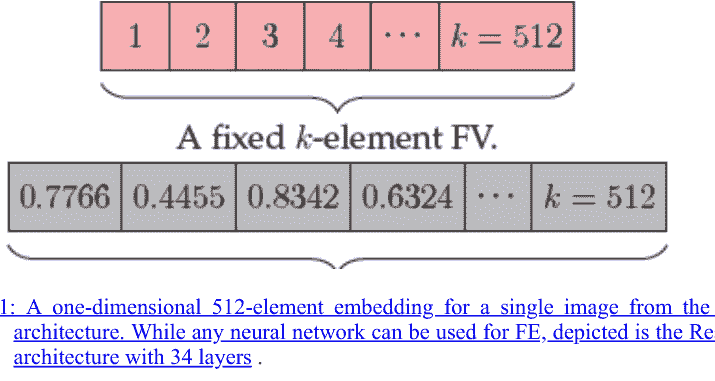 1 2 3 4 ··· k = 512
A fixed k-element FV.
0.7766 0.4455 0.8342 0.6324 ··· k = 512
1: A one-dimensional 512-element embedding for a single image from the
architecture. While any neural network can be used for FE, depicted is the Re
architecture with 34 layers .